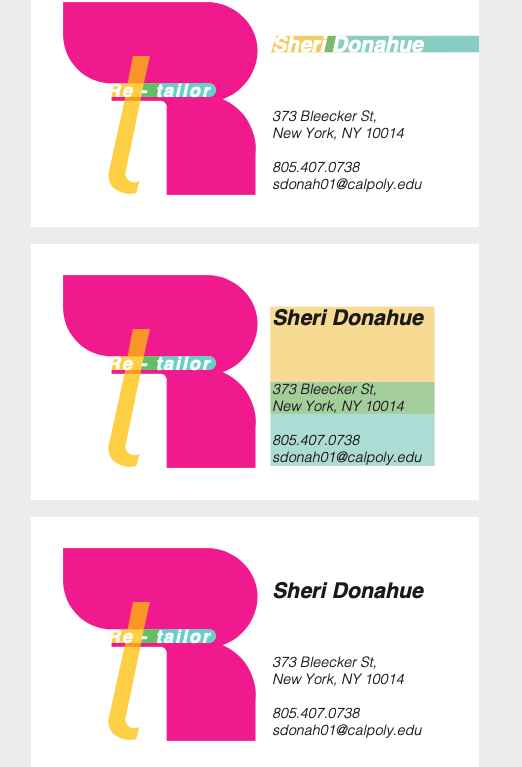 Sheri Donahue
Re - tailor
373 Bleecker St,
New York, NY 10014
805.407.0738
sdonah01@calpoly.edu
Sheri Donahue
Re - tailor
373 Bleecker St,
New York, NY 10014
805.407.0738
sdonah01@calpoly.edu
Sheri Donahue
Re - tailor
373 Bleecker St,
New York, NY 10014
805.407.0738
sdonah01@calpoly.edu